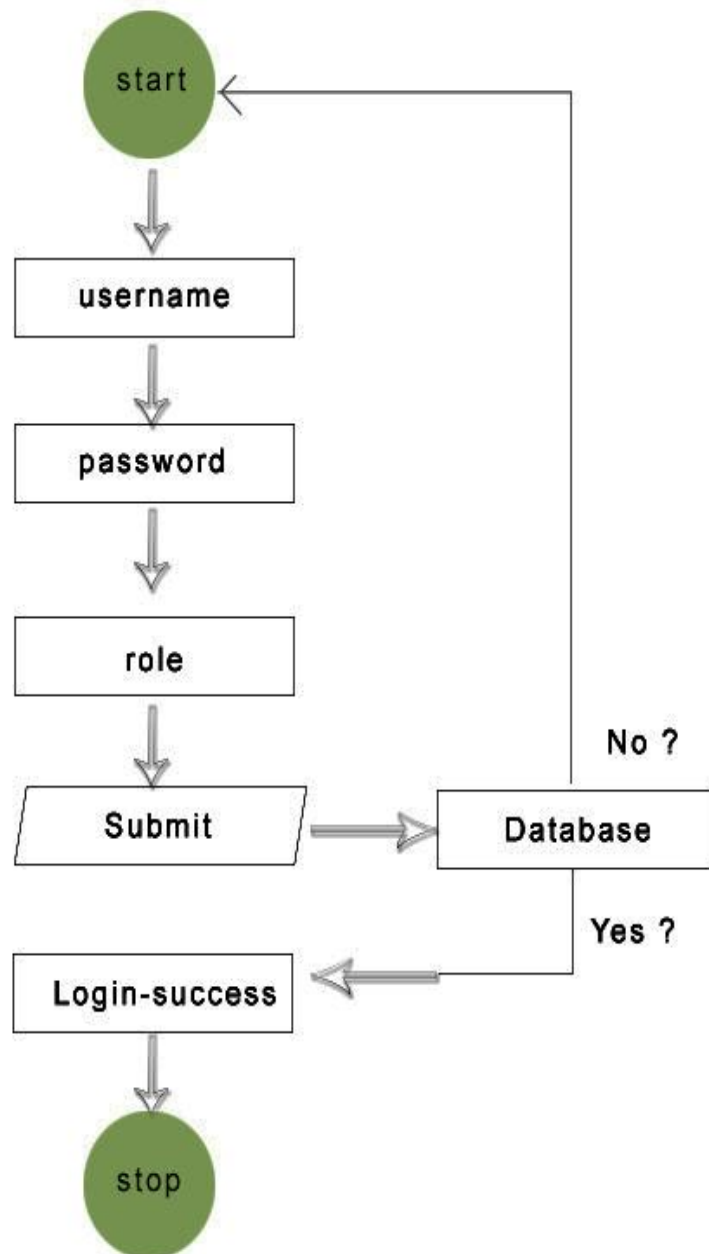 start
username
password
role
No ?
Submit
Database
Yes ?
Login-success
stop